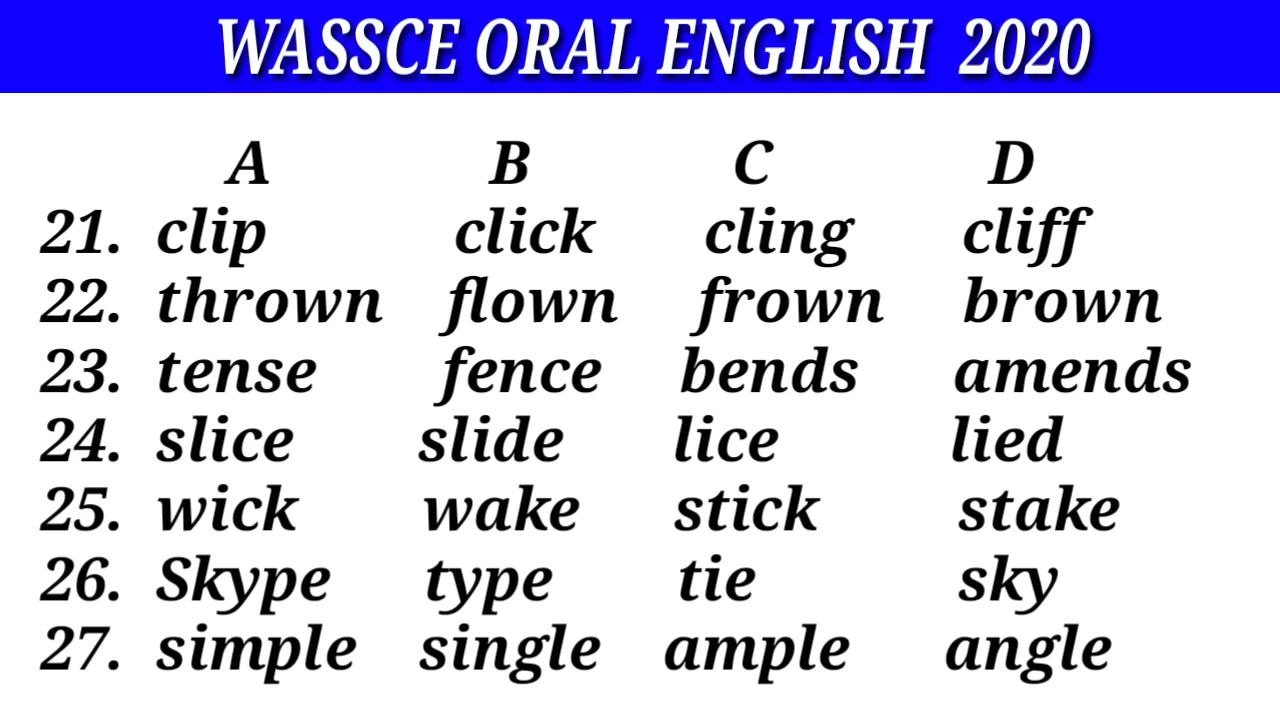 WASSCE ORAL ENGLISH 2020
A B C D
21. clip click cling cliff
22. thrown flown frown brown
23. tense fence bends amends
24. slice slide lice lied
25. wick wake stick stake
26. Skype type tie sky
27. simple single ample angle